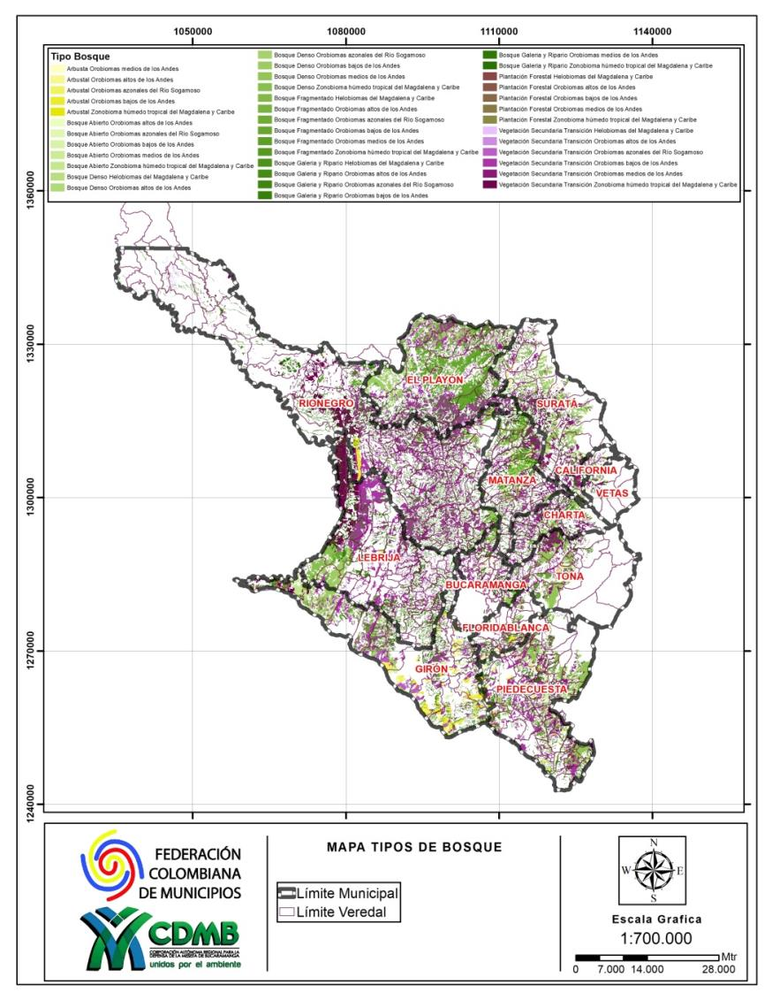 1050000 1080000 1110000 1140000
Tipo Bosque
Arbusta Orobiomas medios de los Andes
Arbustal Orobiomas altos de los Andes
Arbustal Orobiomas azonales del Río Sogamoso
Arbustal Orobiomas bajos de los Andes
Arbustal Zonobioma húmedo tropical del Magdalena y Caribe
Bosque Abierto Orobiomas altos de los Andes
Bosque Abierto Orobiomas azonales del Río Sogamoso
Bosque Abierto Orobiomas bajos de los Andes
Bosque Abierto Orobiomas medios de los Andes
Bosque Abierto Zonobioma húmedo tropical del Magdalena y Caribe
Bosque Denso Helobiomas del Magdalena y Caribe
Bosque Denso Orobiomas altos de los Andes
Bosque Denso Orobiomas azonales del Río Sogamoso
Bosque Denso Orobiomas bajos de los Andes
Bosque Denso Orobiomas medios de los Andes
Bosque Denso Zonobioma húmedo tropical del Magdalena y Caribe
Bosque Fragmentado Helobiomas del Magdalena y Caribe
Bosque Fragmentado Orobiomas altos de los Andes
Bosque Fragmentado Orobiomas azonales del Río Sogamoso
Bosque Fragmentado Orobiomas bajos de los Andes
Bosque Fragmentado Orobiomas medios de los Andes
Bosque Fragmentado Zonobioma húmedo tropical del Magdalena y Caribe
Bosque Galeria y Ripario Helobiomas del Magdalena y Caribe
Bosque Galeria y Ripario Orobiomas altos de los Andes
Bosque Galeria y Ripario Orobiomas azonales del Río Sogamoso
Bosque Galeria y Ripario Orobiomas bajos de los Andes
Bosque Galeria y Ripario Orobiomas medios de los Andes
Bosque Galeria y Ripario Zonobioma húmedo tropical del Magdalena y Caribe
Plantación Forestal Helobiomas del Magdalena y Caribe
Plantación Forestal Orobiomas altos de los Andes
Plantación Forestal Orobiomas bajos de los Andes
Plantación Forestal Orobiomas medios de los Andes
Plantación Forestal Zonobioma húmedo tropical del Magdalena y Caribe
Vegetación Secundaria Transición Helobiomas del Magdalena y Caribe
Vegetación Secundaria Transición Orobiomas altos de los Andes
Vegetación Secundaria Transición Orobiomas azonales del Río Sogamoso
Vegetación Secundaria Transición Orobiomas bajos de los Andes
Vegetación Secundaria Transición Orobiomas medios de los Andes
Vegetación Secundaria Transición Zonobioma húmedo tropical del Magdalena y Caribe
1360000
1330000
1300000
1270000
1240000
EL PLAYON
RIONEGRO
SURATA
CALIFORNIA
MATANZA
VETAS
CHARTA
LEBRIJA
TONA
BUCARAMANGA
FLORIDABLANCA
GIRÓN
PIEDECUESTA
FEDERACIÓN
COLOMBIANA
DE MUNICIPIOS
CDMB
CORPORACIÓN AUTÓNOMA REGIONAL PARA LA
DEFENSA DE LA MESETA DE BUCARAMANGA
unidos por el ambiente
MAPA TIPOS DE BOSQUE
Límite Municipal
Límite Veredal
N
W E
S
Escala Grafica
1:700.000
Mtr
0 7.000 14.000 28.000